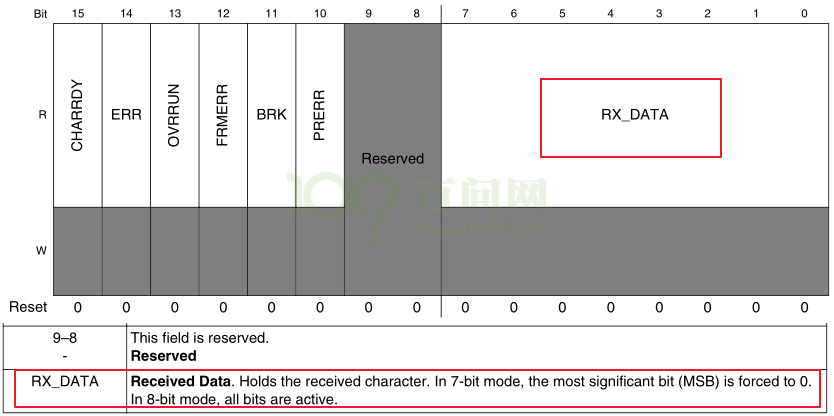 Bit 15 14 13 12 11 10 9 8 7 6 5 4 3 2 1 0
R CHARRDY ERR OVRRUN FRMERR BRK PRERR Reserved RX_DATA
100 百问网
W
Reset 0 0 0 0 0 0 0 0 0 0 0 0 0 0 0 0
9–8 This field is reserved.
- Reserved
RX_DATA Received Data. Holds the received character. In 7-bit mode, the most significant bit (MSB) is forced to 0.
In 8-bit mode, all bits are active.